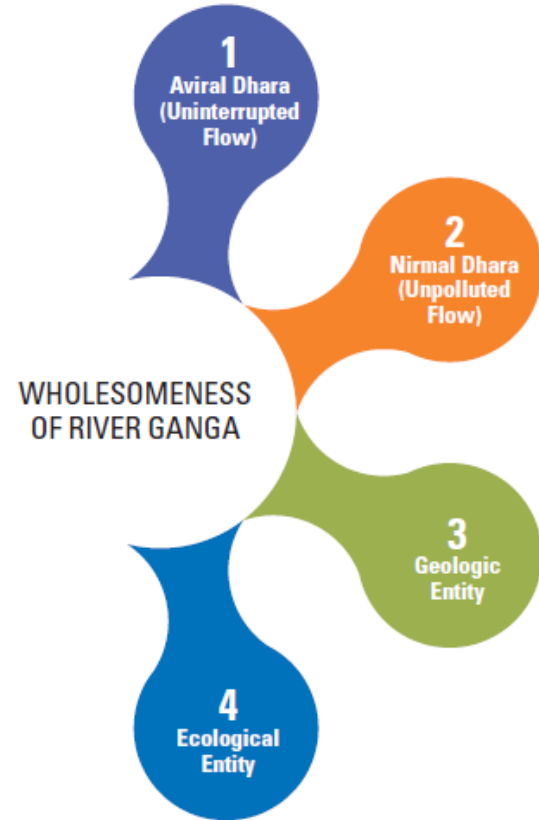 1
Aviral Dhara
(Uninterrupted
Flow)
2
Nirmal Dhara
(Unpolluted
Flow)
WHOLESOMENESS
OF RIVER GANGA
3
Geologic
Entity
4
Ecological
Entity